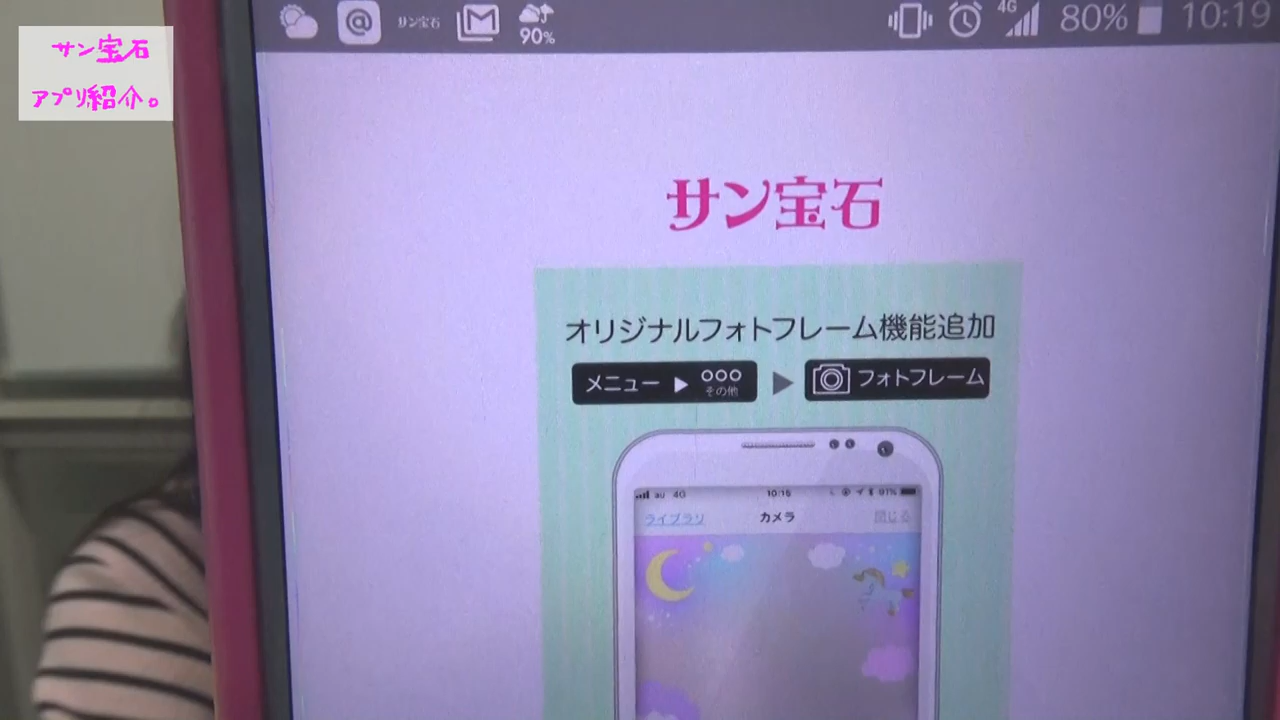 サン宝石
アプリ紹介。
サン宝石
90%
4G
80%
10:19
サン宝石
オリジナルフォトフレーム機能追加
メニュー ▶ ○○○ その他 ▶ フォトフレーム
au 4G 10:16 91%
ライブラリ カメラ 閉じる